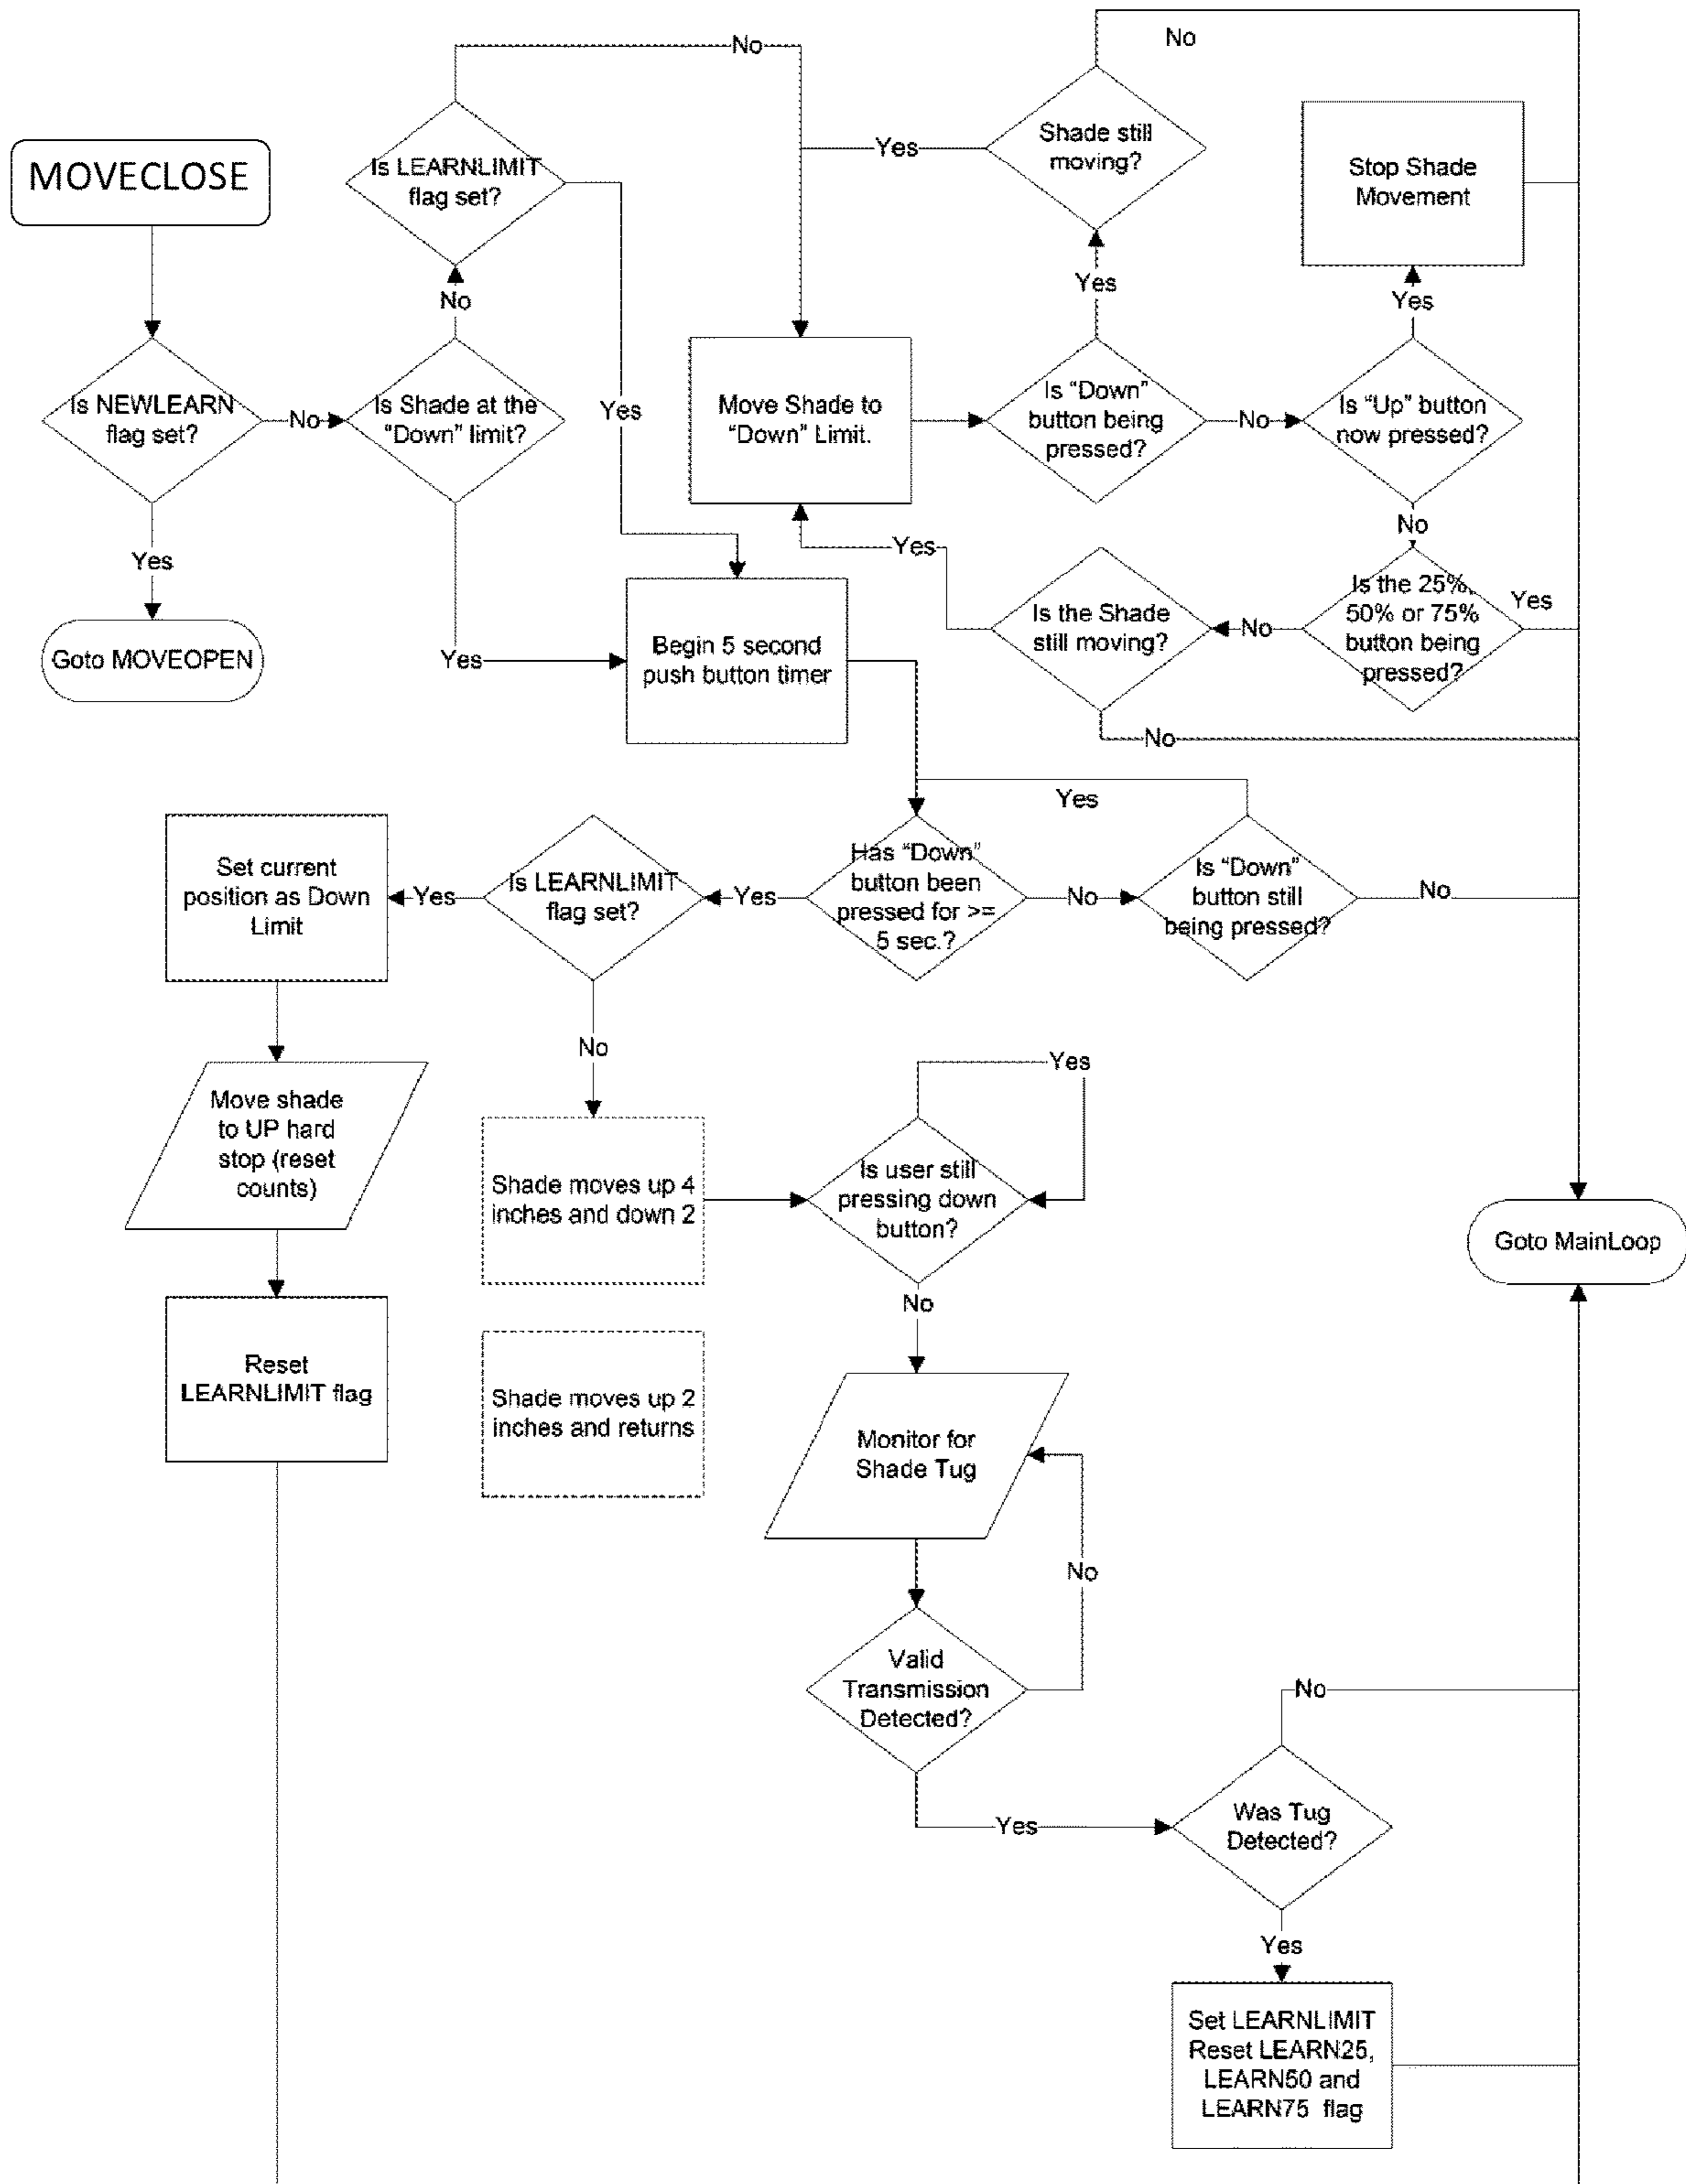 No
No
MOVECLOSE
Is LEARNLIMIT
flag set?
Yes
Shade still
moving?
Stop Shade
Movement
No
Yes
Yes
Is NEWLEARN
flag set?
No
Is Shade at the
"Down" limit?
Yes
Move Shade to
"Down" Limit.
Is "Down"
button being
pressed?
No
Is "Up" button
now pressed?
No
Yes
Yes
Is the Shade
still moving?
No
Is the 25%,
50% or 75%
button being
pressed?
Yes
Goto MOVEOPEN
Yes
Begin 5 second
push button timer
No
Yes
Set current
position as Down
Limit
Yes
Is LEARNLIMIT
flag set?
Yes
Has "Down"
button been
pressed for >=
5 sec.?
No
Is "Down"
button still
being pressed?
No
No
Yes
Move shade
to UP hard
stop (reset
counts)
Shade moves up 4
inches and down 2
Is user still
pressing down
button?
Goto MainLoop
No
Reset
LEARNLIMIT flag
Shade moves up 2
inches and returns
Monitor for
Shade Tug
No
Valid
Transmission
Detected?
No
Yes
Was Tug
Detected?
Yes
Set LEARNLIMIT
Reset LEARN25,
LEARN50 and
LEARN75 flag